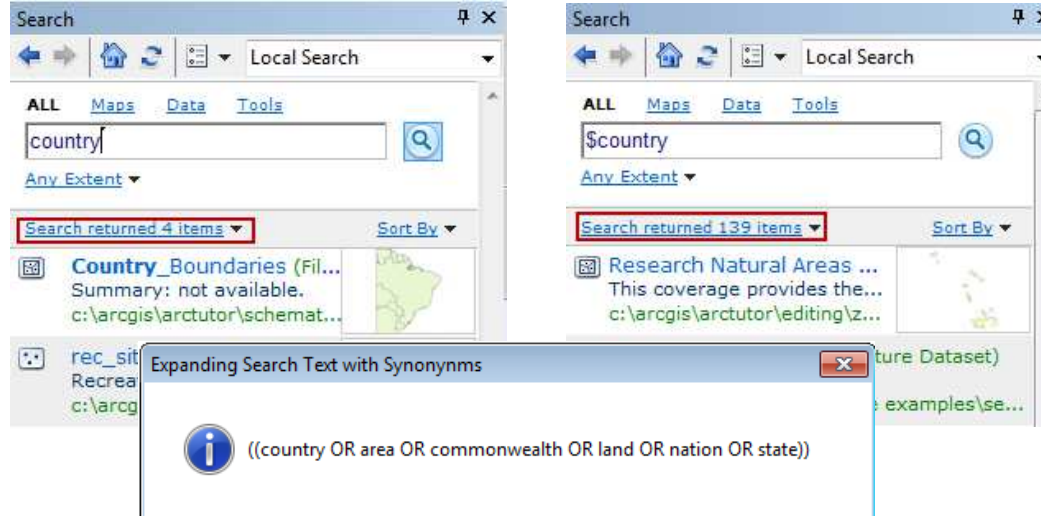 Search
Local Search
ALL Maps Data Tools
country
Any Extent
Search returned 4 items Sort By
Country_Boundaries (Fil...
Summary: not available.
c:\arcgis\arctutor\schemat...
rec_sit
Recrea
c:\arcg
Search
Local Search
ALL Maps Data Tools
$country
Any Extent
Search returned 139 items Sort By
Research Natural Areas ...
This coverage provides the...
c:\arcgis\arctutor\editing\z...
ture Dataset)
examples\se...
Expanding Search Text with Synonynms
((country OR area OR commonwealth OR land OR nation OR state))